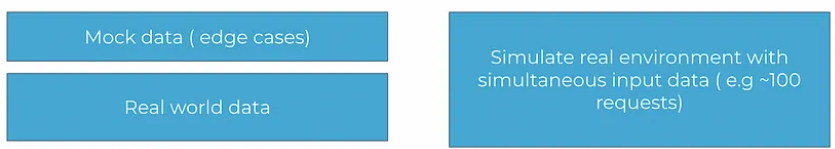 Mock data ( edge cases)
Real world data
Simulate real environment with
simultaneous input data ( e.g ~100
requests)